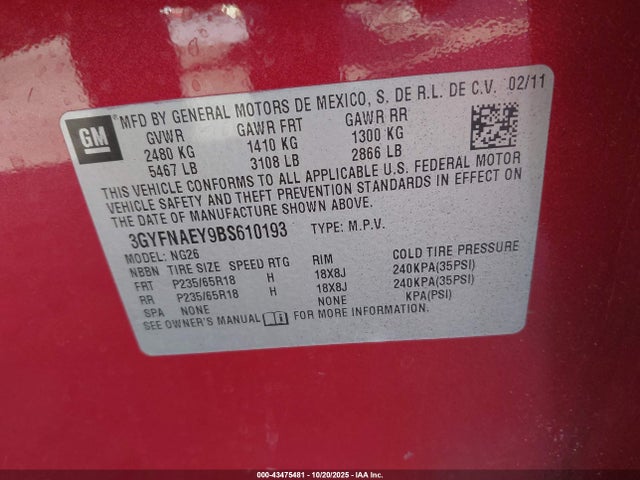 GM
MFD BY GENERAL MOTORS DE MEXICO, S. DE R.L. DE C.V. 02/11
GVWR GAWR FRT GAWR RR
2480 KG 1410 KG 1300 KG
5467 LB 3108 LB 2866 LB
THIS VEHICLE CONFORMS TO ALL APPLICABLE U.S. FEDERAL MOTOR
VEHICLE SAFETY AND THEFT PREVENTION STANDARDS IN EFFECT ON
THE DATE OF MANUFACTURE SHOWN ABOVE.
3GYFNAEY9BS610193 TYPE: M.P.V.
MODEL: NG26
NBBN TIRE SIZE SPEED RTG RIM COLD TIRE PRESSURE
FRT P235/65R18 H 18X8J 240KPA(35PSI)
RR P235/65R18 H 18X8J 240KPA(35PSI)
SPA NONE NONE KPA(PSI)
SEE OWNER'S MANUAL FOR MORE INFORMATION
000-43475481 - 10/20/2025 - IAA Inc.